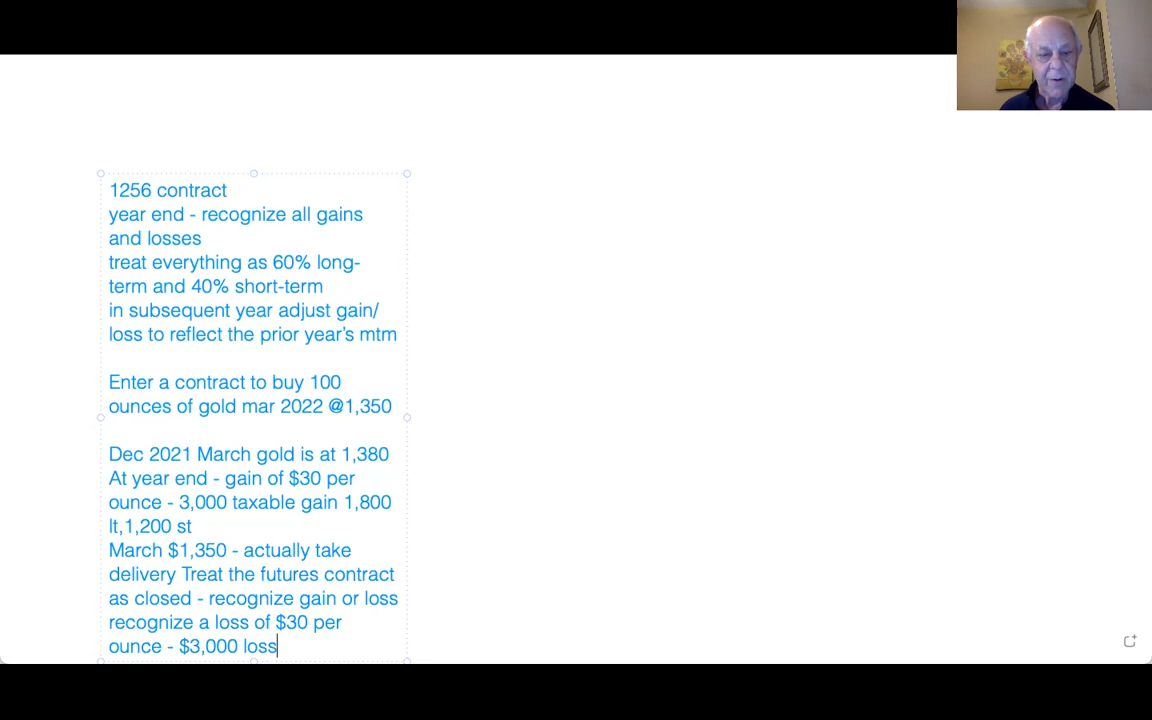 1256 contract
year end - recognize all gains
and losses
treat everything as 60% long-
term and 40% short-term
in subsequent year adjust gain/
loss to reflect the prior year's mtm
Enter a contract to buy 100
ounces of gold mar 2022 @1,350
Dec 2021 March gold is at 1,380
At year end - gain of $30 per
ounce - 3,000 taxable gain 1,800
lt,1,200 st
March $1,350 - actually take
delivery Treat the futures contract
as closed - recognize gain or loss
recognize a loss of $30 per
ounce - $3,000 loss